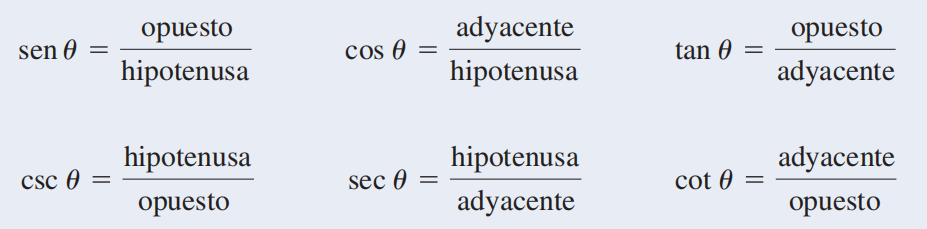 sen θ = opuesto / hipotenusa
cos θ = adyacente / hipotenusa
tan θ = opuesto / adyacente
csc θ = hipotenusa / opuesto
sec θ = hipotenusa / adyacente
cot θ = adyacente / opuesto